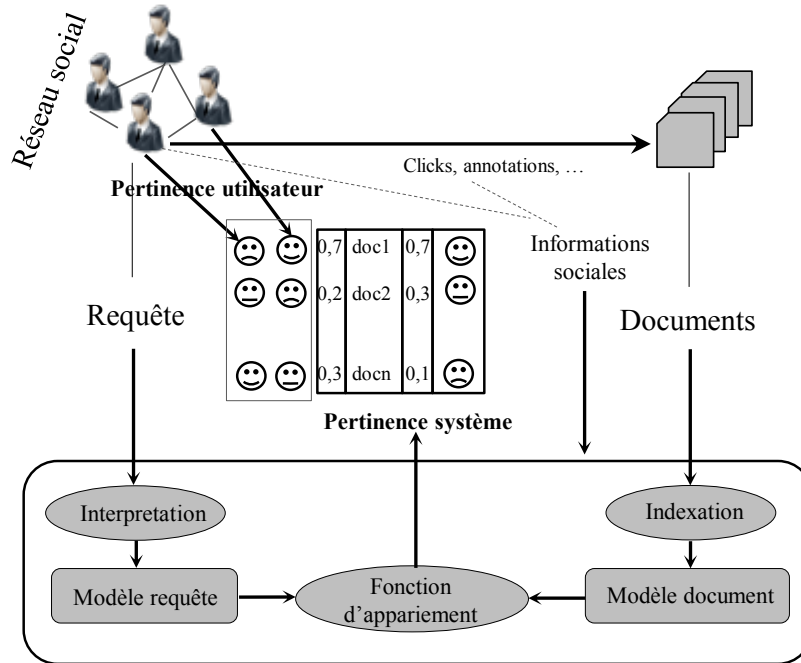 Réseau social
Clicks, annotations, …
Pertinence utilisateur
Informations
sociales
0,7 doc1 0,7
0,2 doc2 0,3
0,3 docn 0,1
Requête
Documents
Pertinence système
Interpretation
Indexation
Modèle requête
Fonction
d’appariement
Modèle document